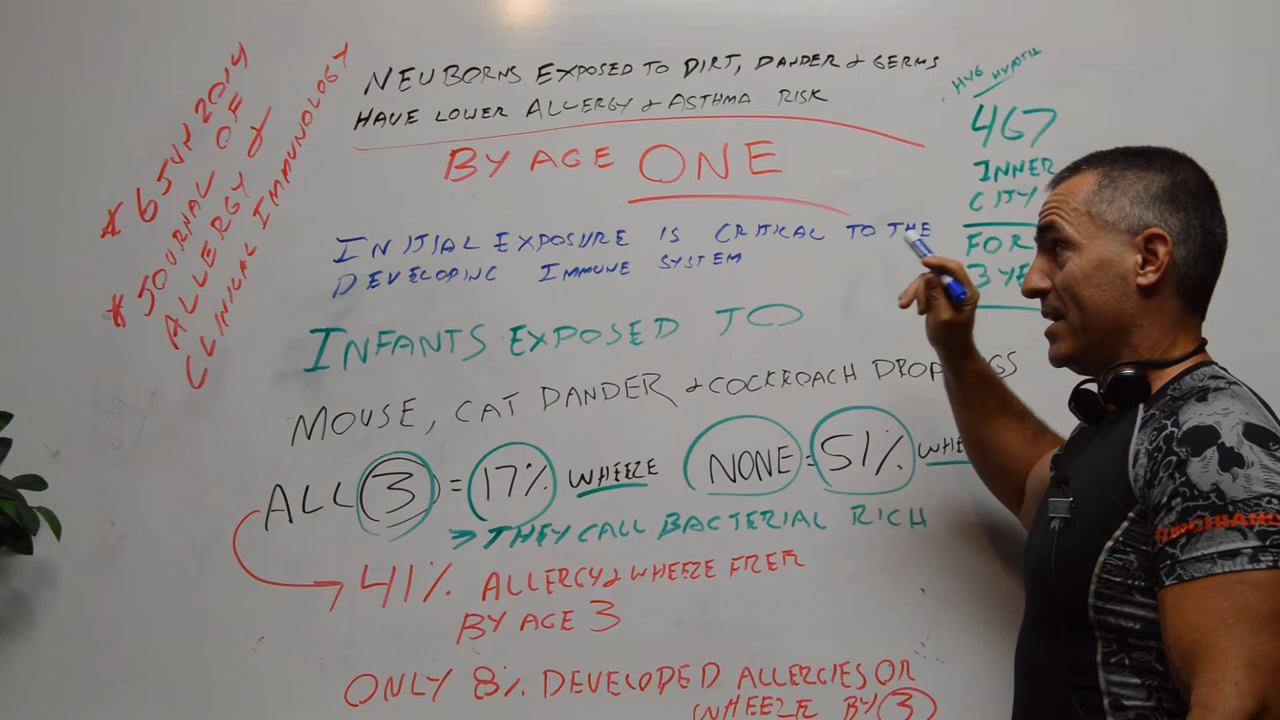 * 6 JUN 2014
* JOURNAL OF
ALLERGY &
CLINICAL IMMUNOLOGY
NEUBORNS EXPOSED TO DIRT, DANDER & GERMS
HAVE LOWER ALLERGY & ASTHMA RISK
BY AGE ONE
INITIAL EXPOSURE IS CRITICAL TO THE
DEVELOPING IMMUNE SYSTEM
INFANTS EXPOSED TO
MOUSE, CAT DANDER & COCKROACH
ALL 3 = 17% WHEEZE NONE = 51%
> THEY CALL BACTERIAL RICH
41% ALLERGY & WHEEZE FREE
BY AGE 3
ONLY 8% DEVELOPED ALLERGIES OR
WHEEZE BY 3
HYG HYPOTH
467
INNER
CITY
FOR
3